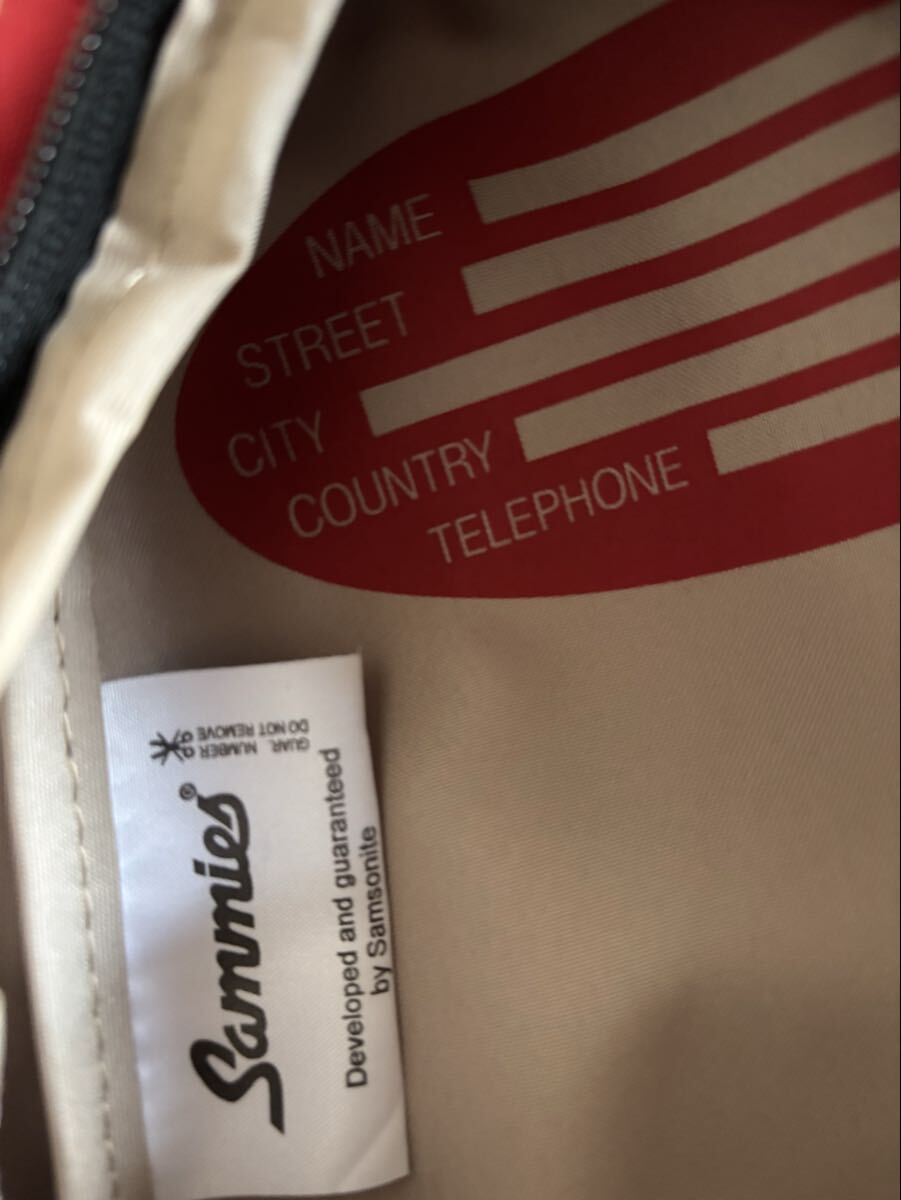 NAME
STREET
CITY
COUNTRY
TELEPHONE
GUAR. NUMBER
DO NOT REMOVE
Sammies®
Developed and guaranteed
by Samsonite